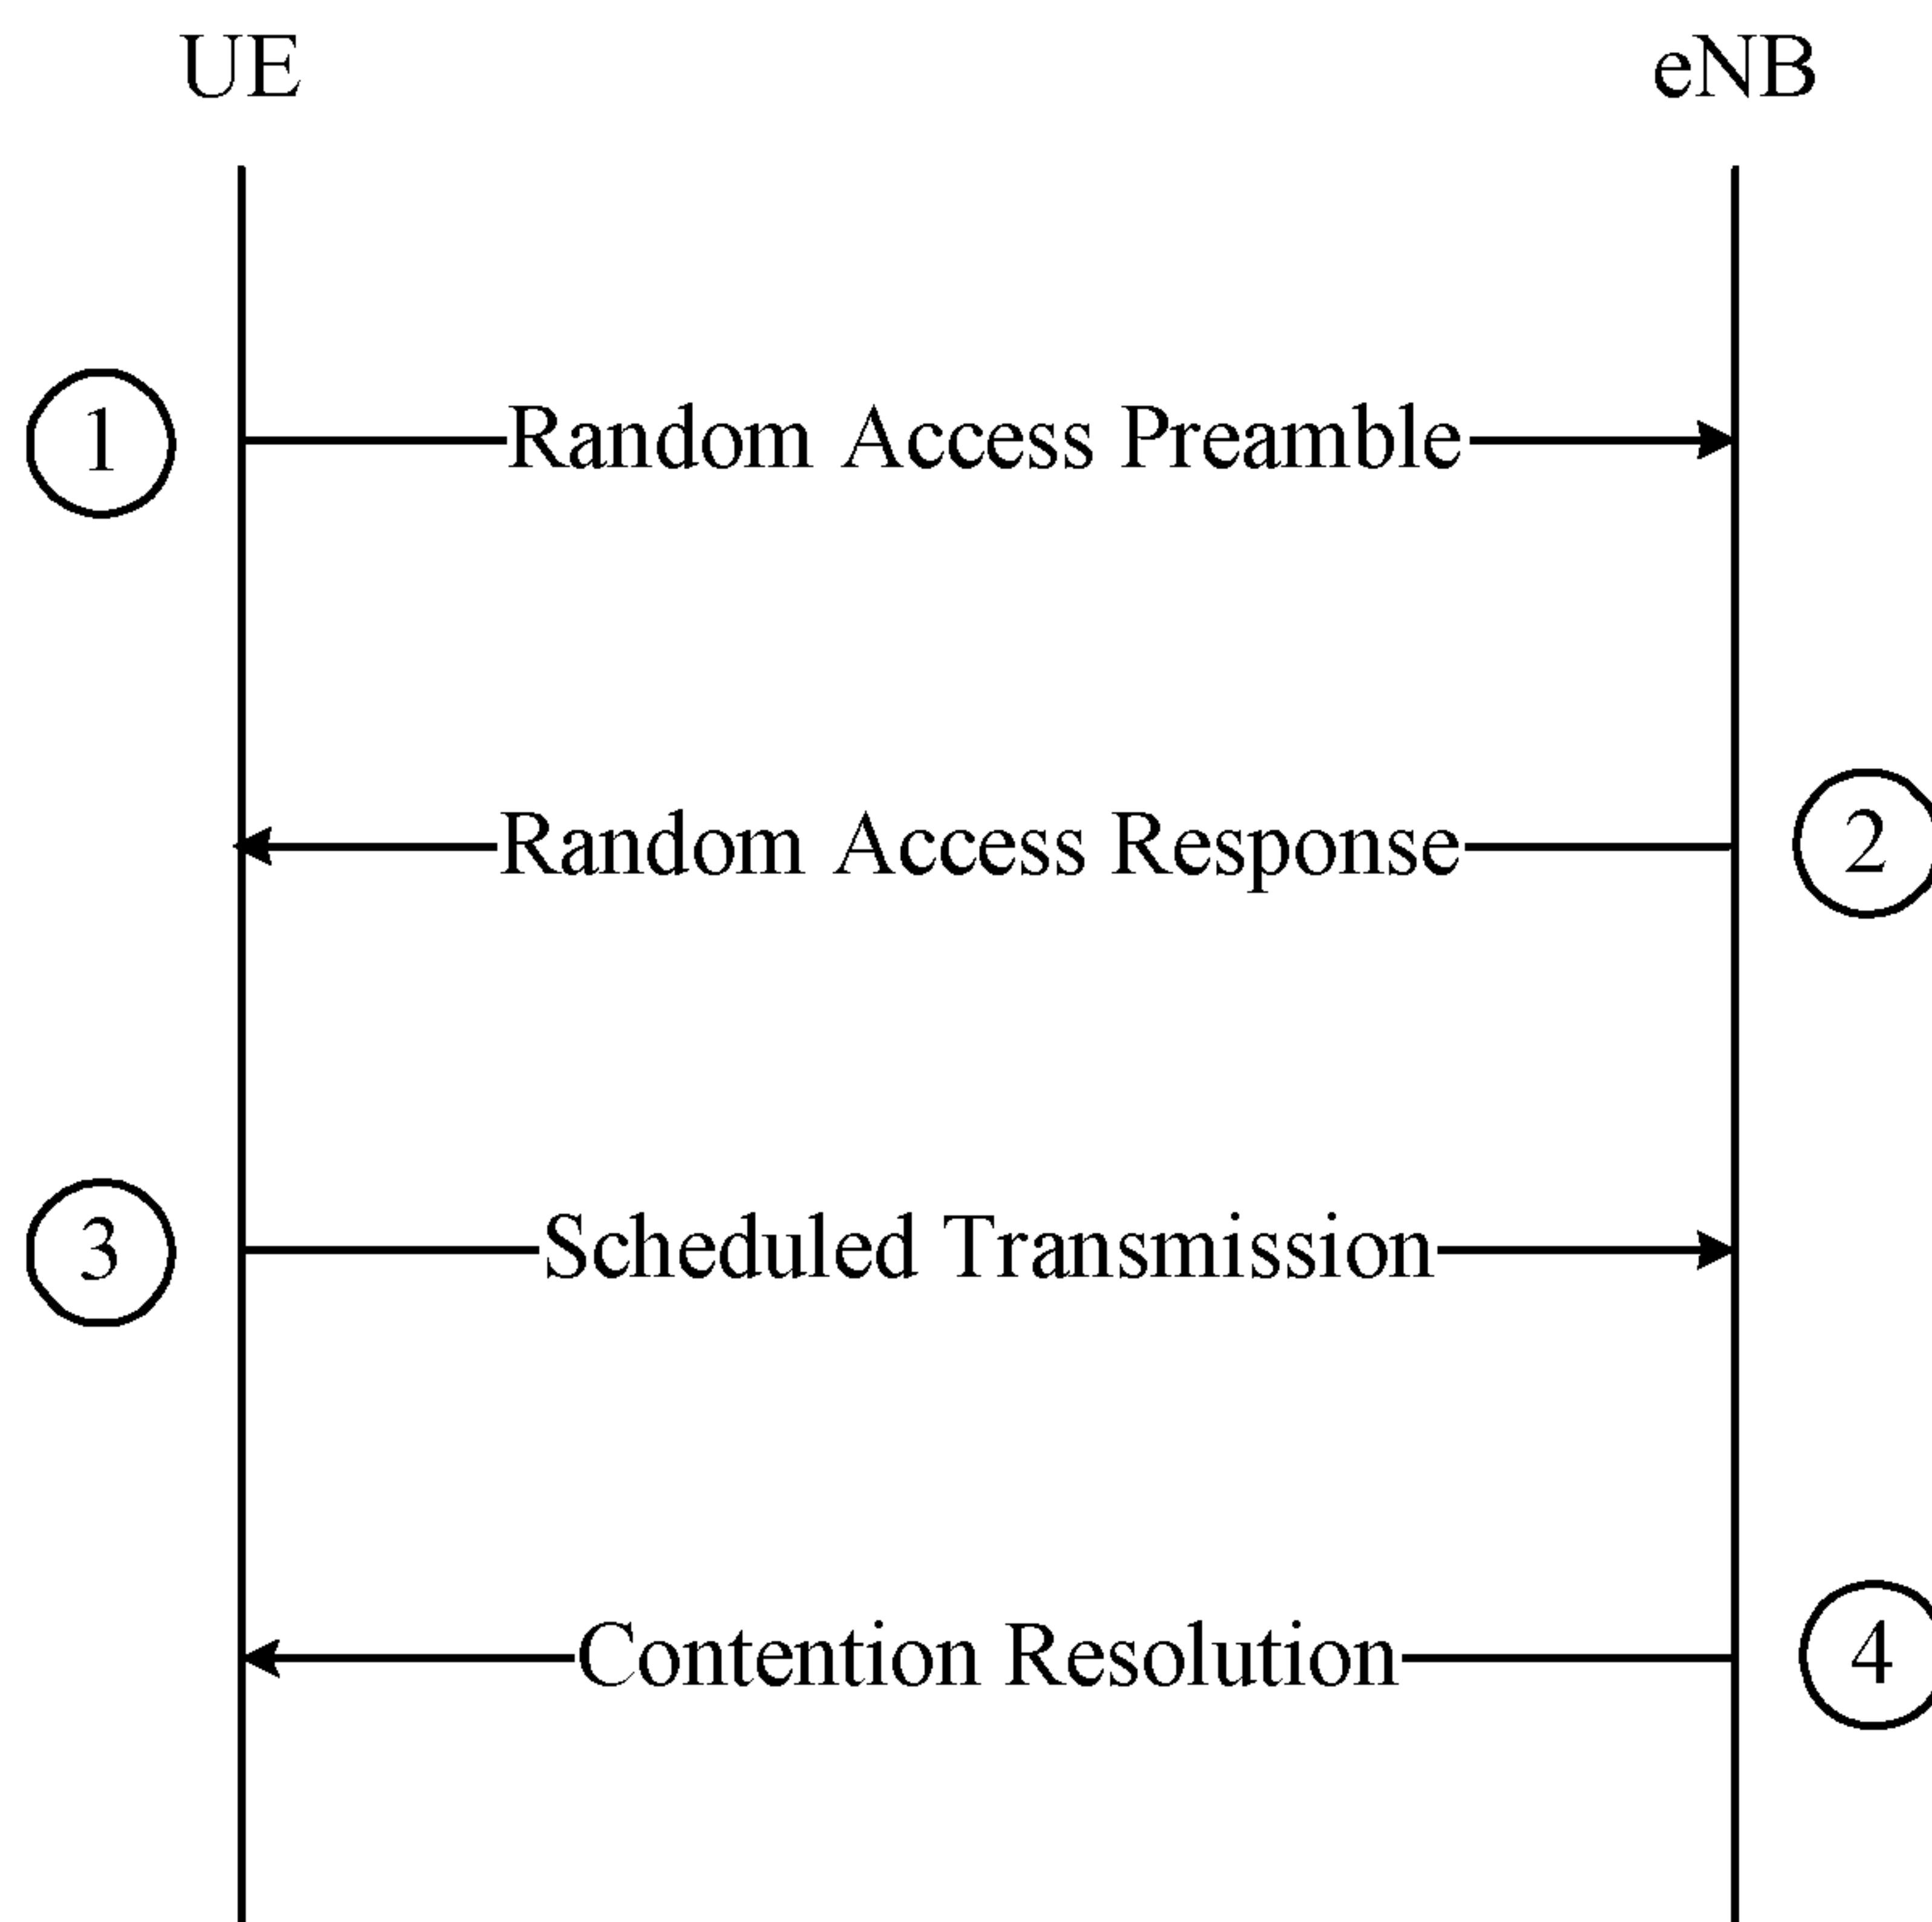 UE
eNB
1
Random Access Preamble
Random Access Response
2
3
Scheduled Transmission
Contention Resolution
4